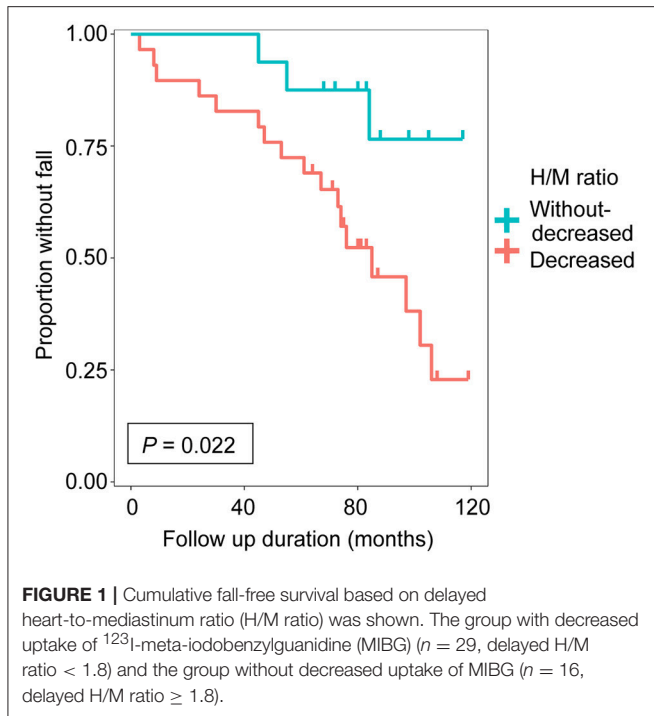 1.00
0.75
0.50
0.25
0.00
Proportion without fall
P = 0.022
0
40
80
120
Follow up duration (months)
H/M ratio
Without-
decreased
Decreased
FIGURE 1 | Cumulative fall-free survival based on delayed
heart-to-mediastinum ratio (H/M ratio) was shown. The group with decreased
uptake of ¹²³I-meta-iodobenzylguanidine (MIBG) (n = 29, delayed H/M
ratio < 1.8) and the group without decreased uptake of MIBG (n = 16,
delayed H/M ratio ≥ 1.8).